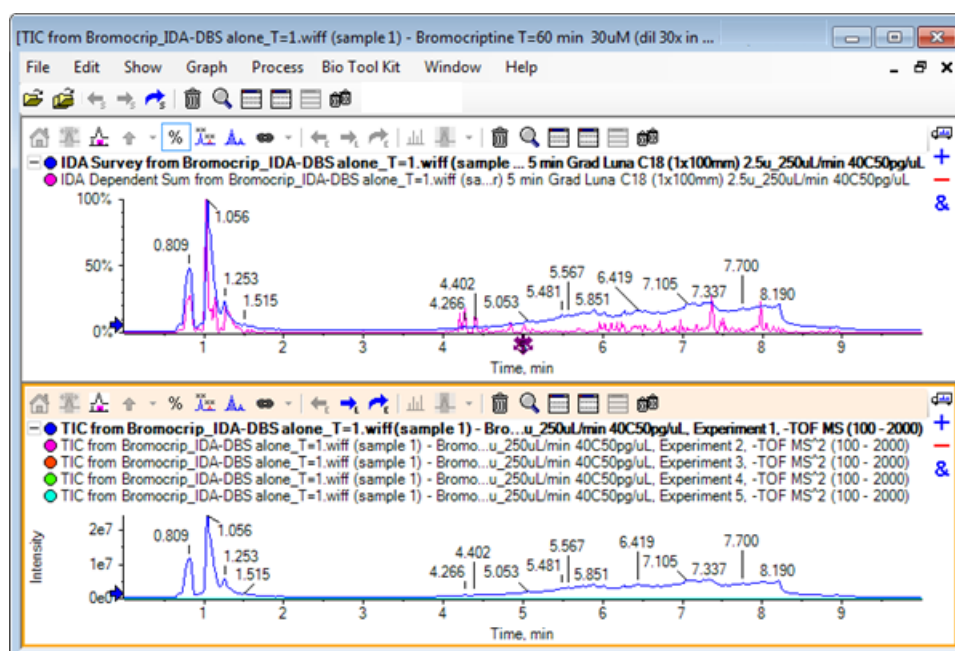 [TIC from Bromocrip_IDA-DBS alone_T=1.wiff (sample 1) - Bromocriptine T=60 min 30uM (dil 30x in ...
File Edit Show Graph Process Bio Tool Kit Window Help
%
IDA Survey from Bromocrip_IDA-DBS alone_T=1.wiff (sample ... 5 min Grad Luna C18 (1x100mm) 2.5u_250uL/min 40C50pg/uL
IDA Dependent Sum from Bromocrip_IDA-DBS alone_T=1.wiff (sa...r) 5 min Grad Luna C18 (1x100mm) 2.5u_250uL/min 40C50pg/uL
&
100%
50%
0%
0.809 1.056 1.253 1.515 4.266 4.402 5.053 5.481 5.567 5.851 6.419 7.105 7.337 7.700 8.190
1 2 3 4 5 6 7 8 9
Time, min
%
TIC from Bromocrip_IDA-DBS alone_T=1.wiff(sample 1) - Bro...u_250uL/min 40C50pg/uL, Experiment 1, -TOF MS (100 - 2000)
TIC from Bromocrip_IDA-DBS alone_T=1.wiff (sample 1) - Bromo...u_250uL/min 40C50pg/uL, Experiment 2, -TOF MS^2 (100 - 2000)
TIC from Bromocrip_IDA-DBS alone_T=1.wiff (sample 1) - Bromo...u_250uL/min 40C50pg/uL, Experiment 3, -TOF MS^2 (100 - 2000)
TIC from Bromocrip_IDA-DBS alone_T=1.wiff (sample 1) - Bromo...u_250uL/min 40C50pg/uL, Experiment 4, -TOF MS^2 (100 - 2000)
TIC from Bromocrip_IDA-DBS alone_T=1.wiff (sample 1) - Bromo...u_250uL/min 40C50pg/uL, Experiment 5, -TOF MS^2 (100 - 2000)
&
Intensity
2e7
1e7
0e0
0.809 1.056 1.253 1.515 4.266 4.402 5.053 5.481 5.567 5.851 6.419 7.105 7.337 7.700 8.190
1 2 3 4 5 6 7 8 9
Time, min